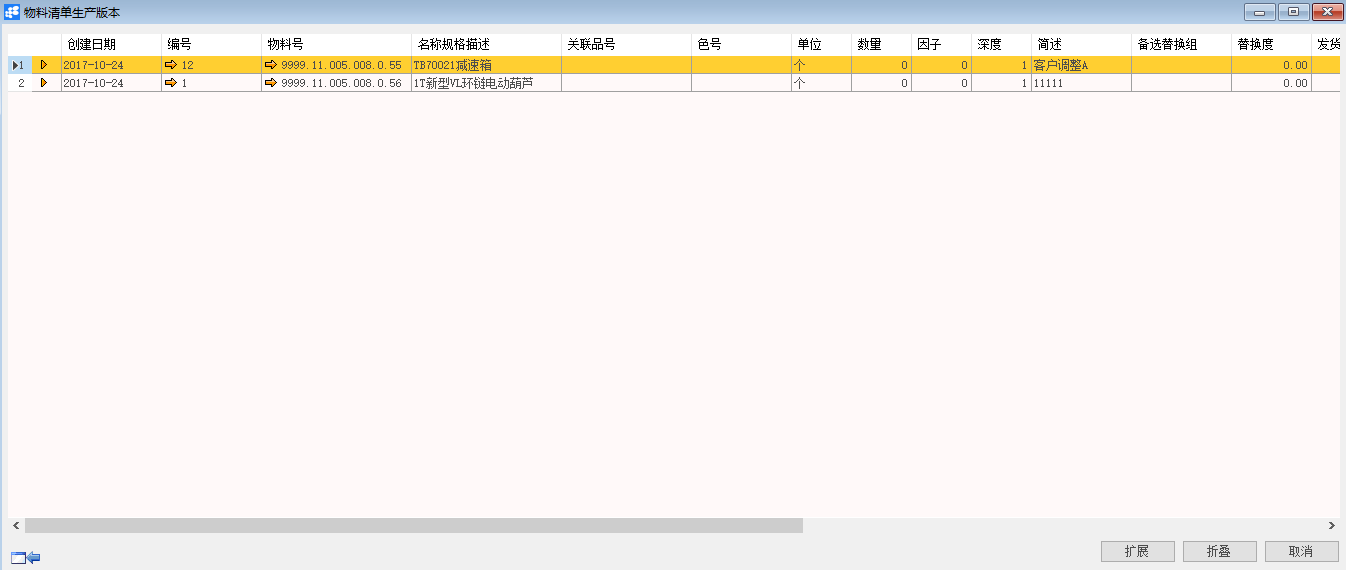 物料清单生产版本
创建日期 编号 物料号 名称规格描述 关联品号 色号 单位 数量 因子 深度 简述 备选替换组 替换度 发货
1 2017-10-24 12 9999.11.005.008.0.55 TB70021减速箱 个 0 0 1 客户调整A 0.00
2 2017-10-24 1 9999.11.005.008.0.56 1T新型VL环链电动葫芦 个 0 0 1 11111 0.00
扩展 折叠 取消